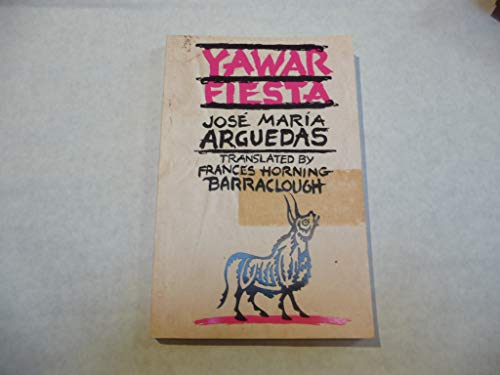 YAWAR
FIESTA
JOSÉ MARÍA
ARGUEDAS
TRANSLATED BY
FRANCES HORNING
BARRACLOUGH